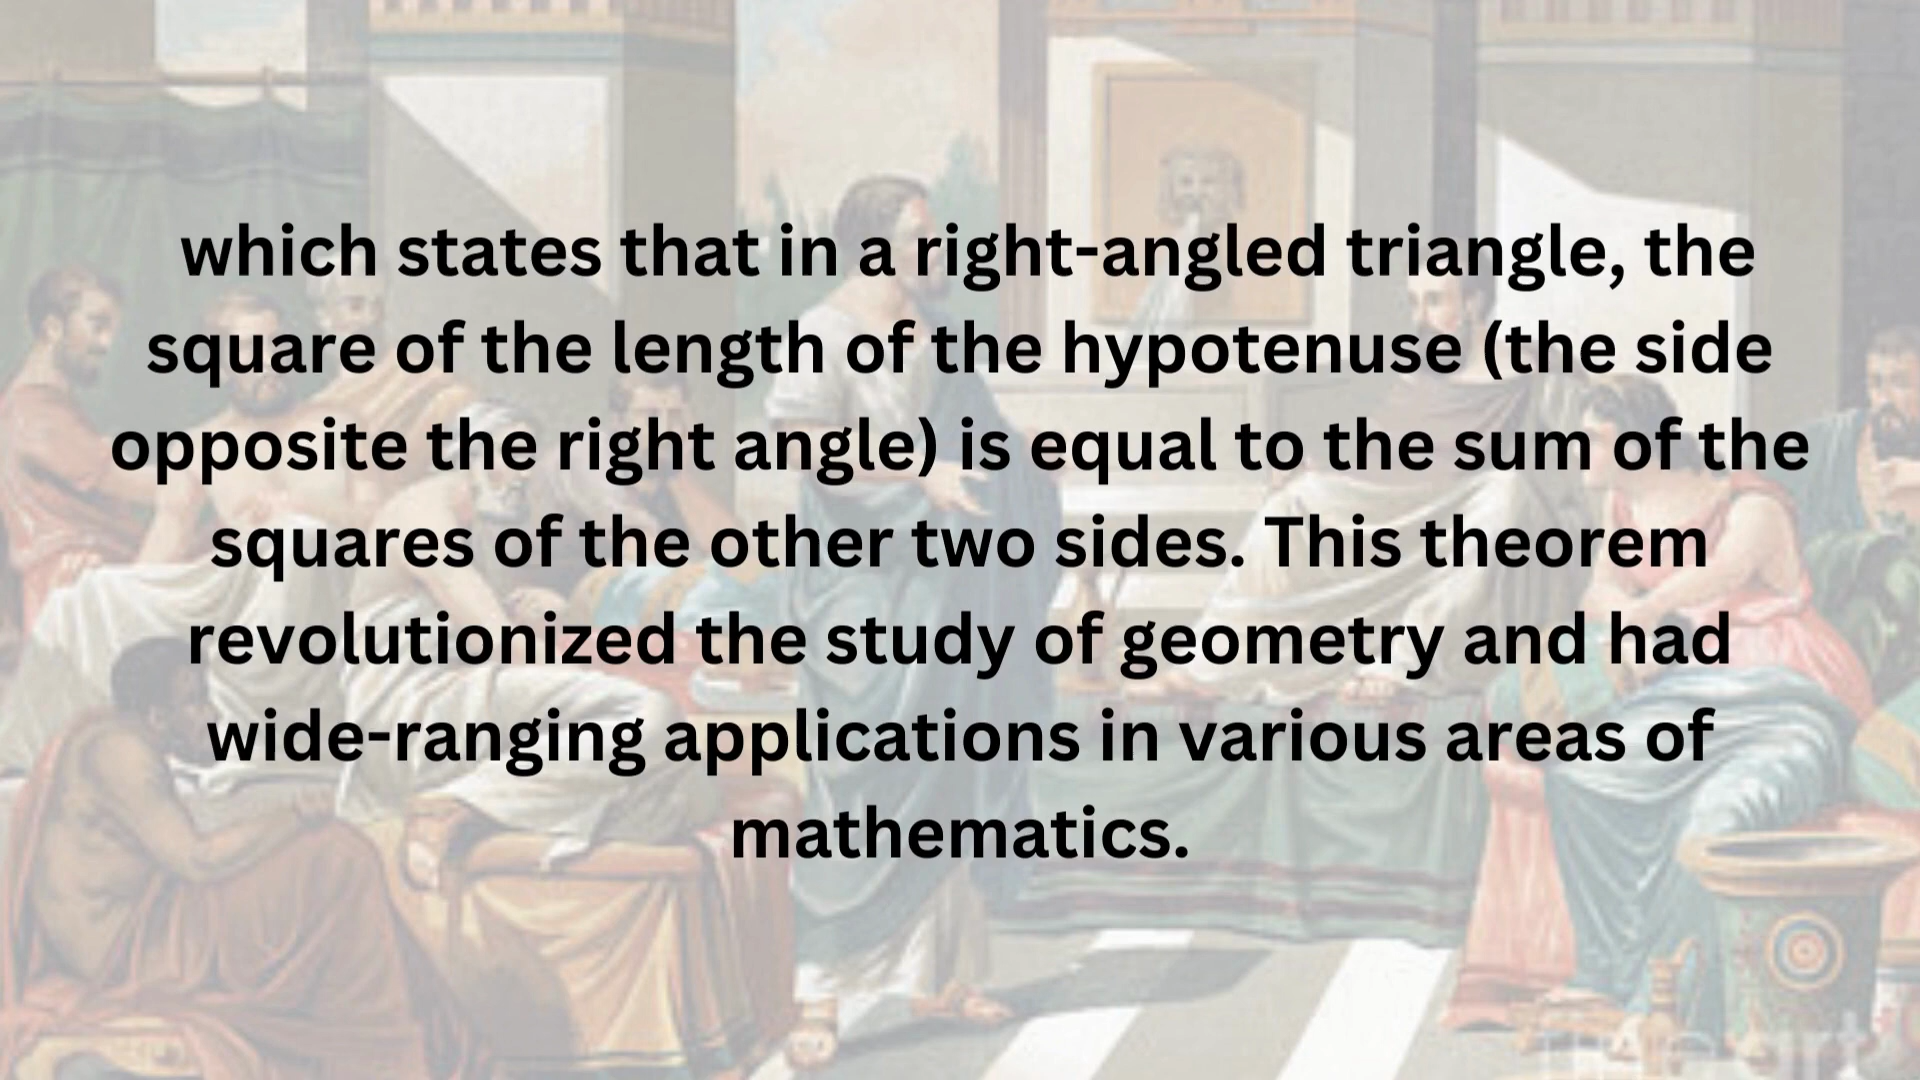 which states that in a right-angled triangle, the
square of the length of the hypotenuse (the side
opposite the right angle) is equal to the sum of the
squares of the other two sides. This theorem
revolutionized the study of geometry and had
wide-ranging applications in various areas of
mathematics.